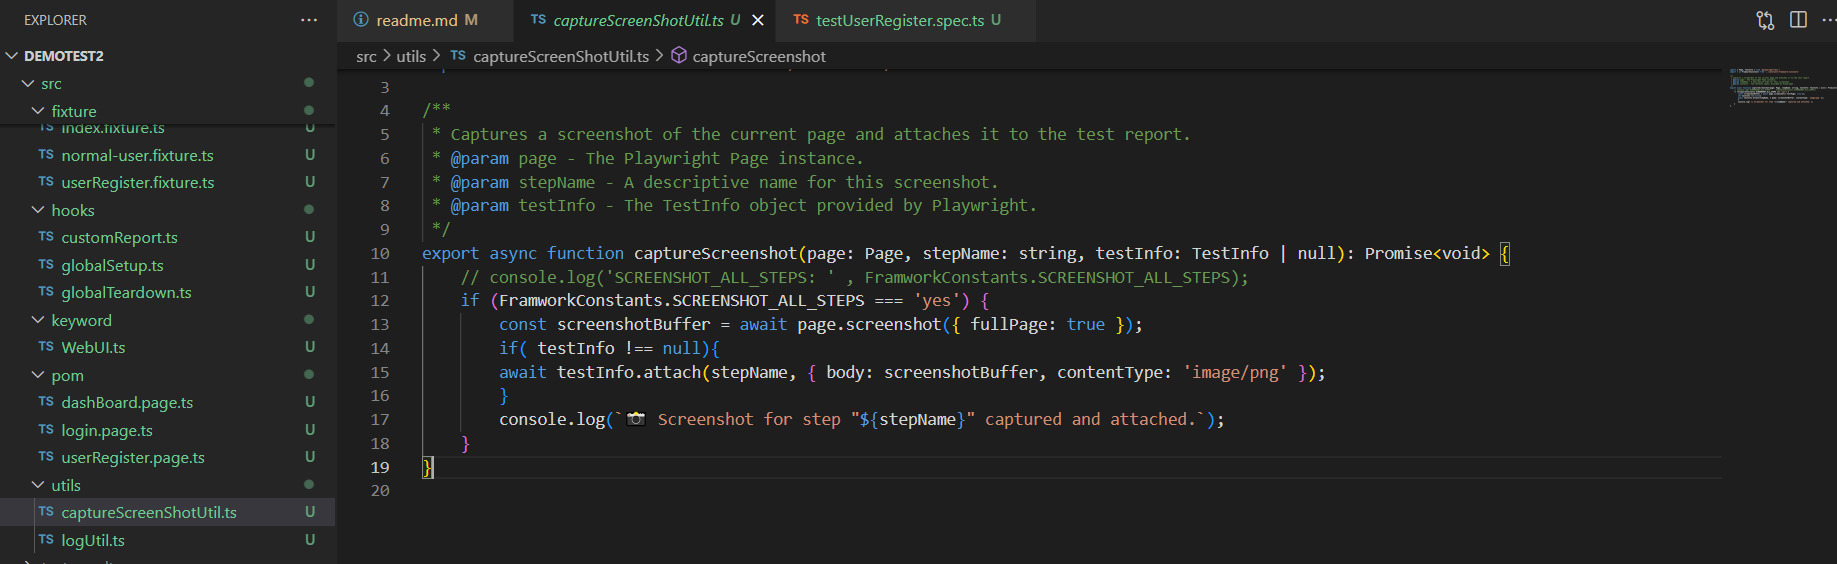 EXPLORER
DEMOTEST2
src
fixture
index.fixture.ts U
TS normal-user.fixture.ts U
TS userRegister.fixture.ts U
hooks
TS customReport.ts U
TS globalSetup.ts U
TS globalTeardown.ts U
keyword
TS WebUI.ts U
pom
TS dashBoard.page.ts U
TS login.page.ts U
TS userRegister.page.ts U
utils
TS captureScreenShotUtil.ts U
TS logUtil.ts U
readme.md M
TS captureScreenShotUtil.ts U
TS testUserRegister.spec.ts U
src > utils > TS captureScreenShotUtil.ts > captureScreenshot
3
4 /**
5 * Captures a screenshot of the current page and attaches it to the test report.
6 * @param page - The Playwright Page instance.
7 * @param stepName - A descriptive name for this screenshot.
8 * @param testInfo - The TestInfo object provided by Playwright.
9 */
10 export async function captureScreenshot(page: Page, stepName: string, testInfo: TestInfo | null): Promise<void> {
11 // console.log('SCREENSHOT_ALL_STEPS: ' , FramworkConstants.SCREENSHOT_ALL_STEPS);
12 if (FramworkConstants.SCREENSHOT_ALL_STEPS === 'yes') {
13 const screenshotBuffer = await page.screenshot({ fullPage: true });
14 if( testInfo !== null){
15 await testInfo.attach(stepName, { body: screenshotBuffer, contentType: 'image/png' });
16 }
17 console.log(`📸 Screenshot for step "${stepName}" captured and attached.`);
18 }
19 }
20